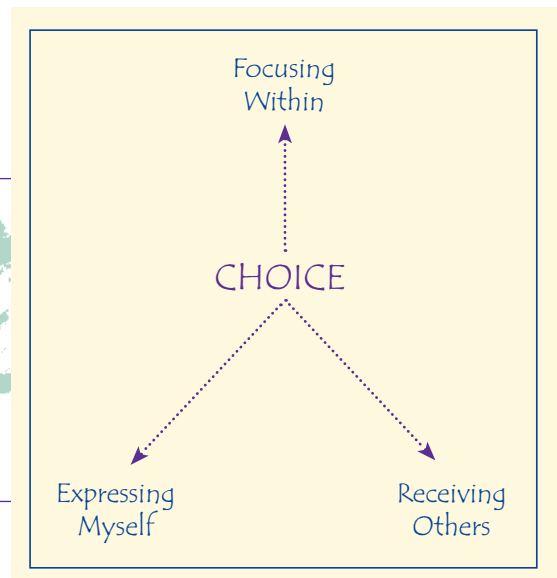 Focusing
Within
CHOICE
Expressing
Myself
Receiving
Others